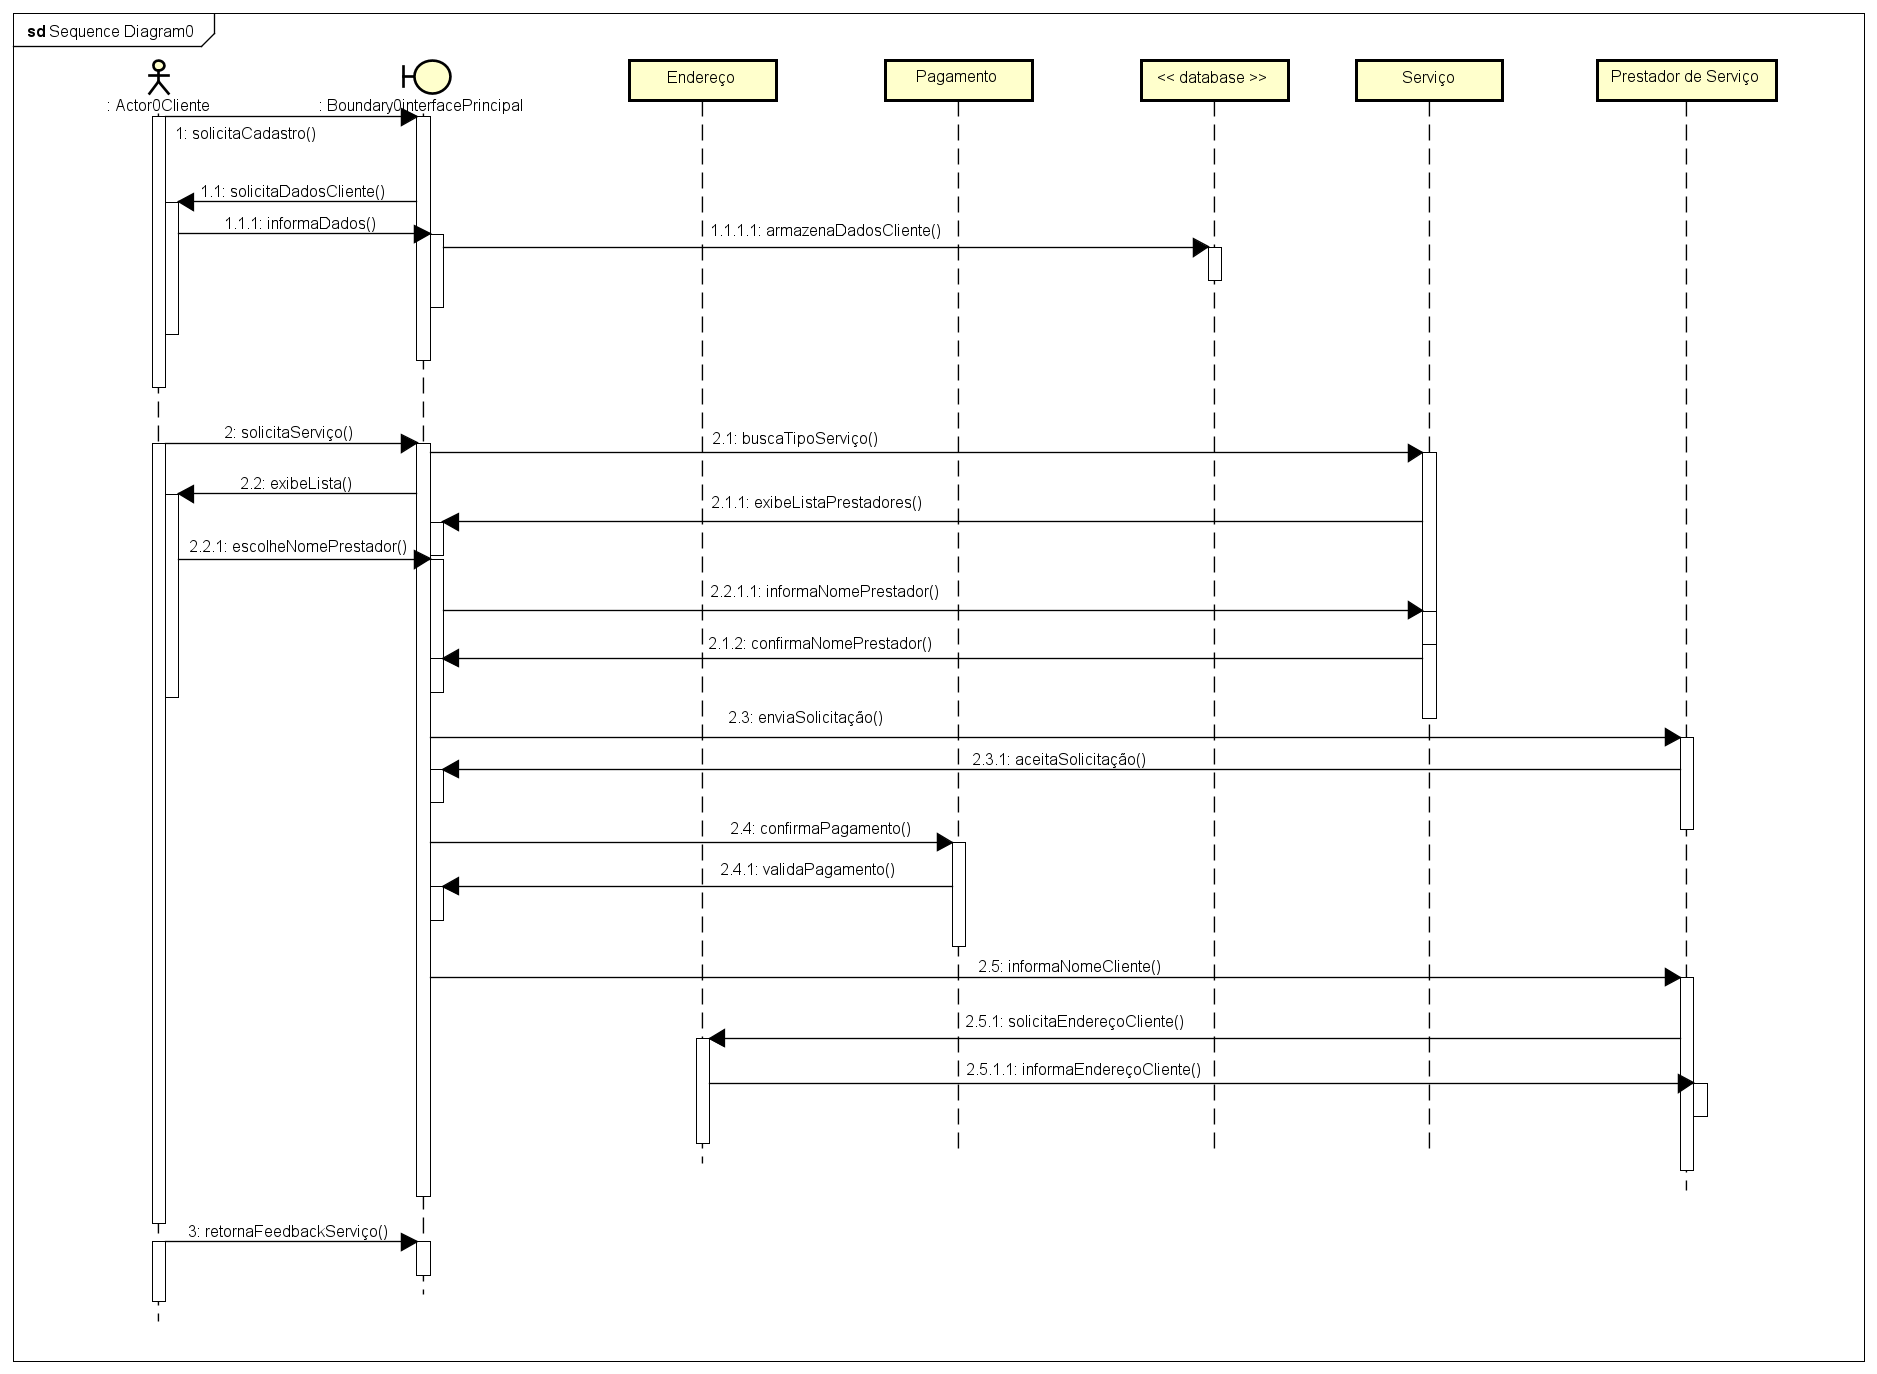 sd Sequence Diagram0
: Actor0Cliente
: Boundary0interfacePrincipal
Endereço
Pagamento
<< database >>
Serviço
Prestador de Serviço
1: solicitaCadastro()
1.1: solicitaDadosCliente()
1.1.1: informaDados()
1.1.1.1: armazenaDadosCliente()
2: solicitaServiço()
2.1: buscaTipoServiço()
2.2: exibeLista()
2.1.1: exibeListaPrestadores()
2.2.1: escolheNomePrestador()
2.2.1.1: informaNomePrestador()
2.1.2: confirmaNomePrestador()
2.3: enviaSolicitação()
2.3.1: aceitaSolicitação()
2.4: confirmaPagamento()
2.4.1: validaPagamento()
2.5: informaNomeCliente()
2.5.1: solicitaEndereçoCliente()
2.5.1.1: informaEndereçoCliente()
3: retornaFeedbackServiço()